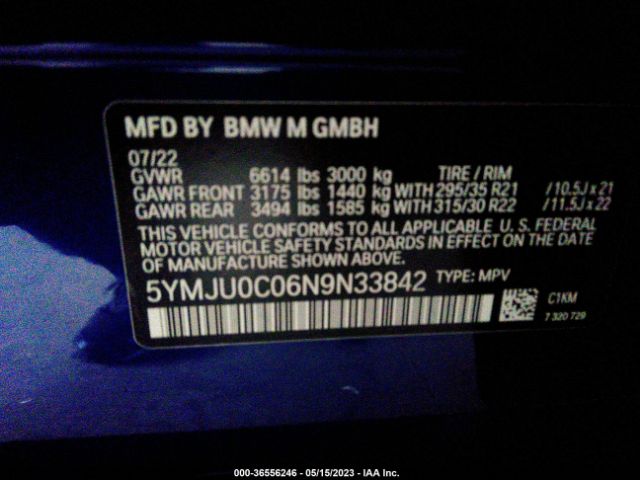 MFD BY BMW M GMBH
07/22
GVWR 6614 lbs 3000 kg TIRE / RIM
GAWR FRONT 3175 lbs 1440 kg WITH 295/35 R21 /10.5J x 21
GAWR REAR 3494 lbs 1585 kg WITH 315/30 R22 /11.5J x 22
THIS VEHICLE CONFORMS TO ALL APPLICABLE U. S. FEDERAL
MOTOR VEHICLE SAFETY STANDARDS IN EFFECT ON THE DATE
OF MANUFACTURE SHOWN ABOVE.
5YMJU0C06N9N33842 TYPE: MPV
C1KM
7 320 729
000-36556246 - 05/15/2023 - IAA Inc.